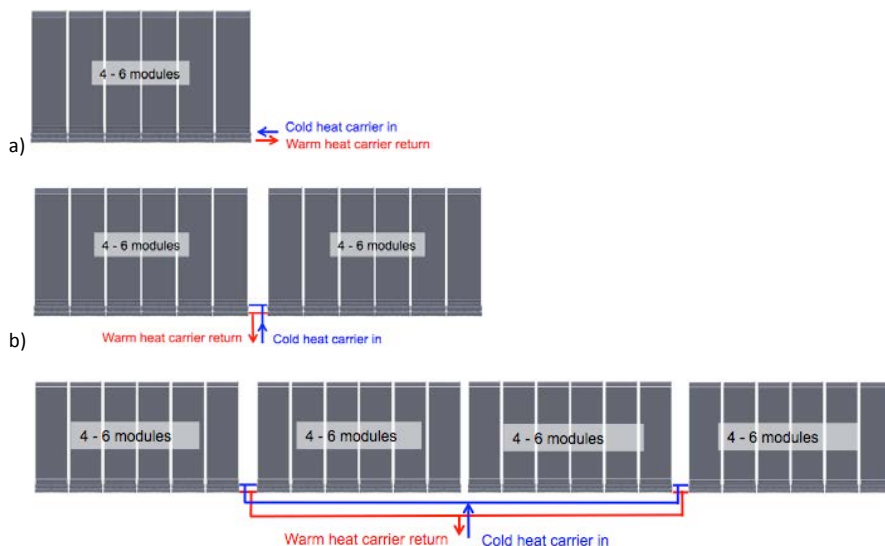 4 - 6 modules
Cold heat carrier in
a)
Warm heat carrier return
4 - 6 modules 4 - 6 modules
Warm heat carrier return Cold heat carrier in
b)
4 - 6 modules 4 - 6 modules 4 - 6 modules 4 - 6 modules
Warm heat carrier return Cold heat carrier in